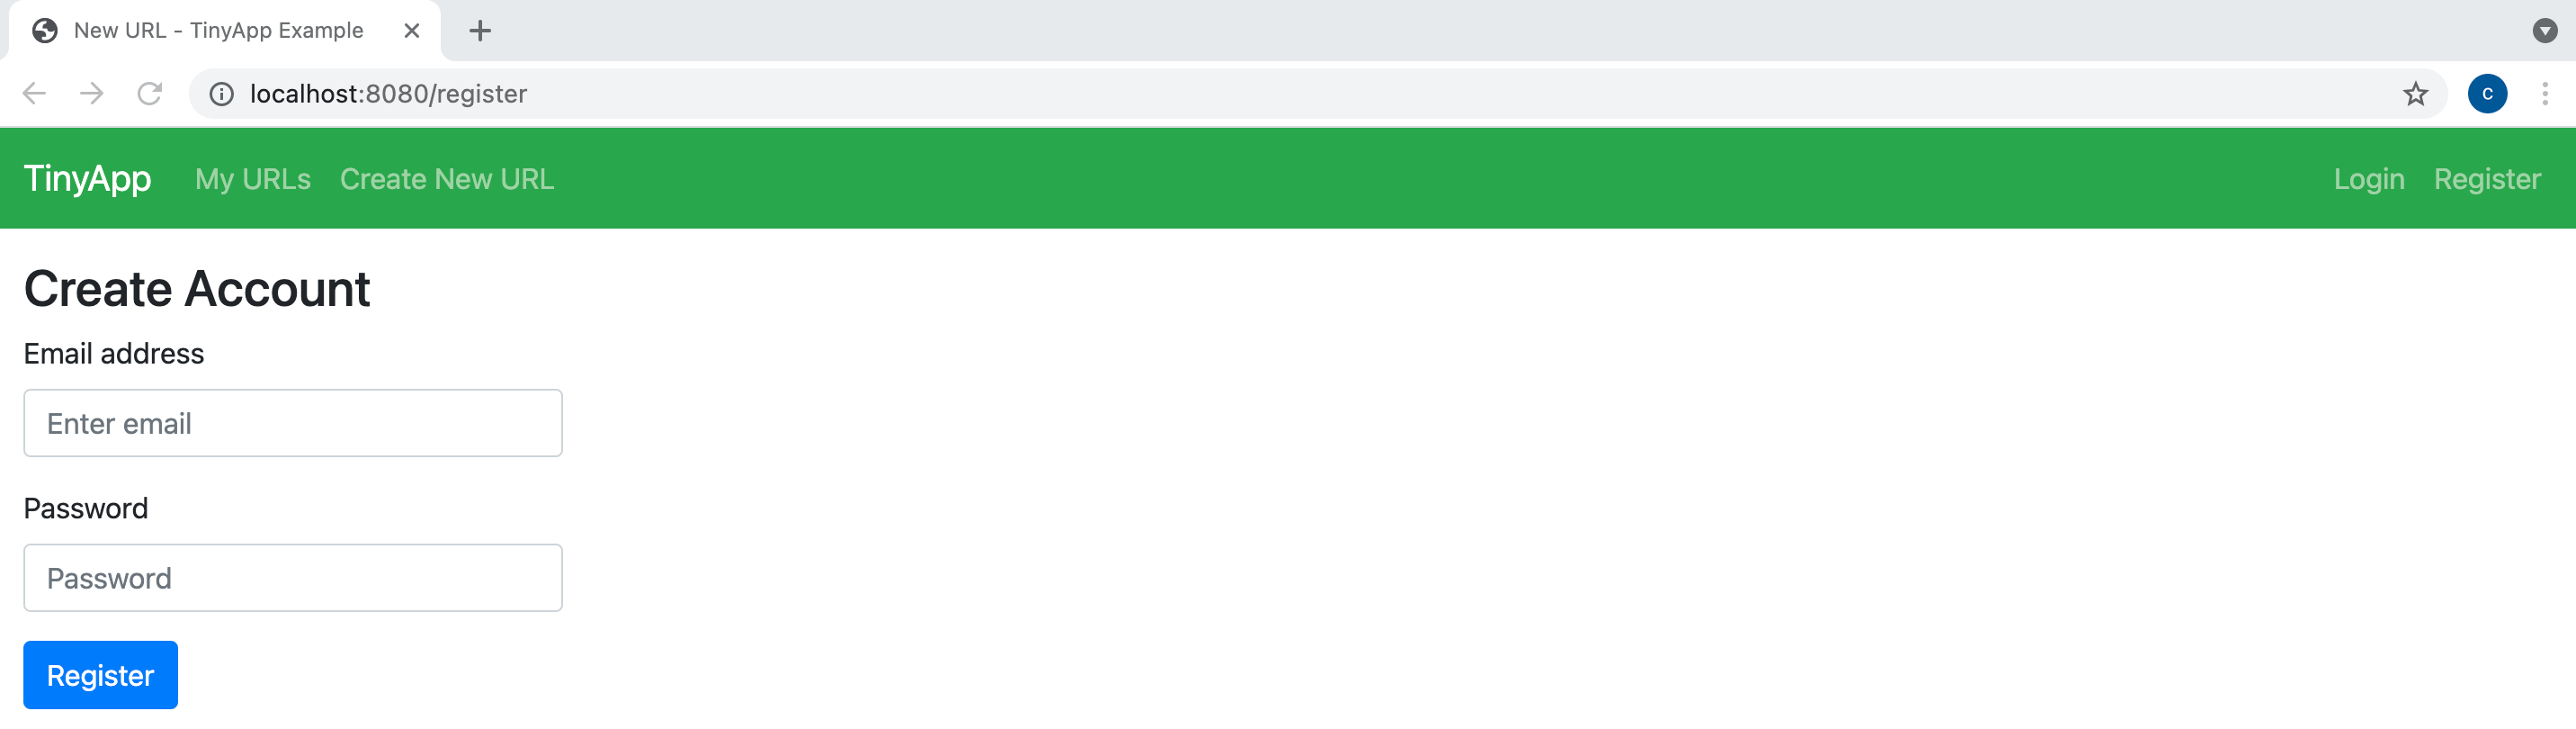 New URL - TinyApp Example
localhost:8080/register
C
TinyApp My URLs Create New URL Login Register
Create Account
Email address
Enter email
Password
Password
Register